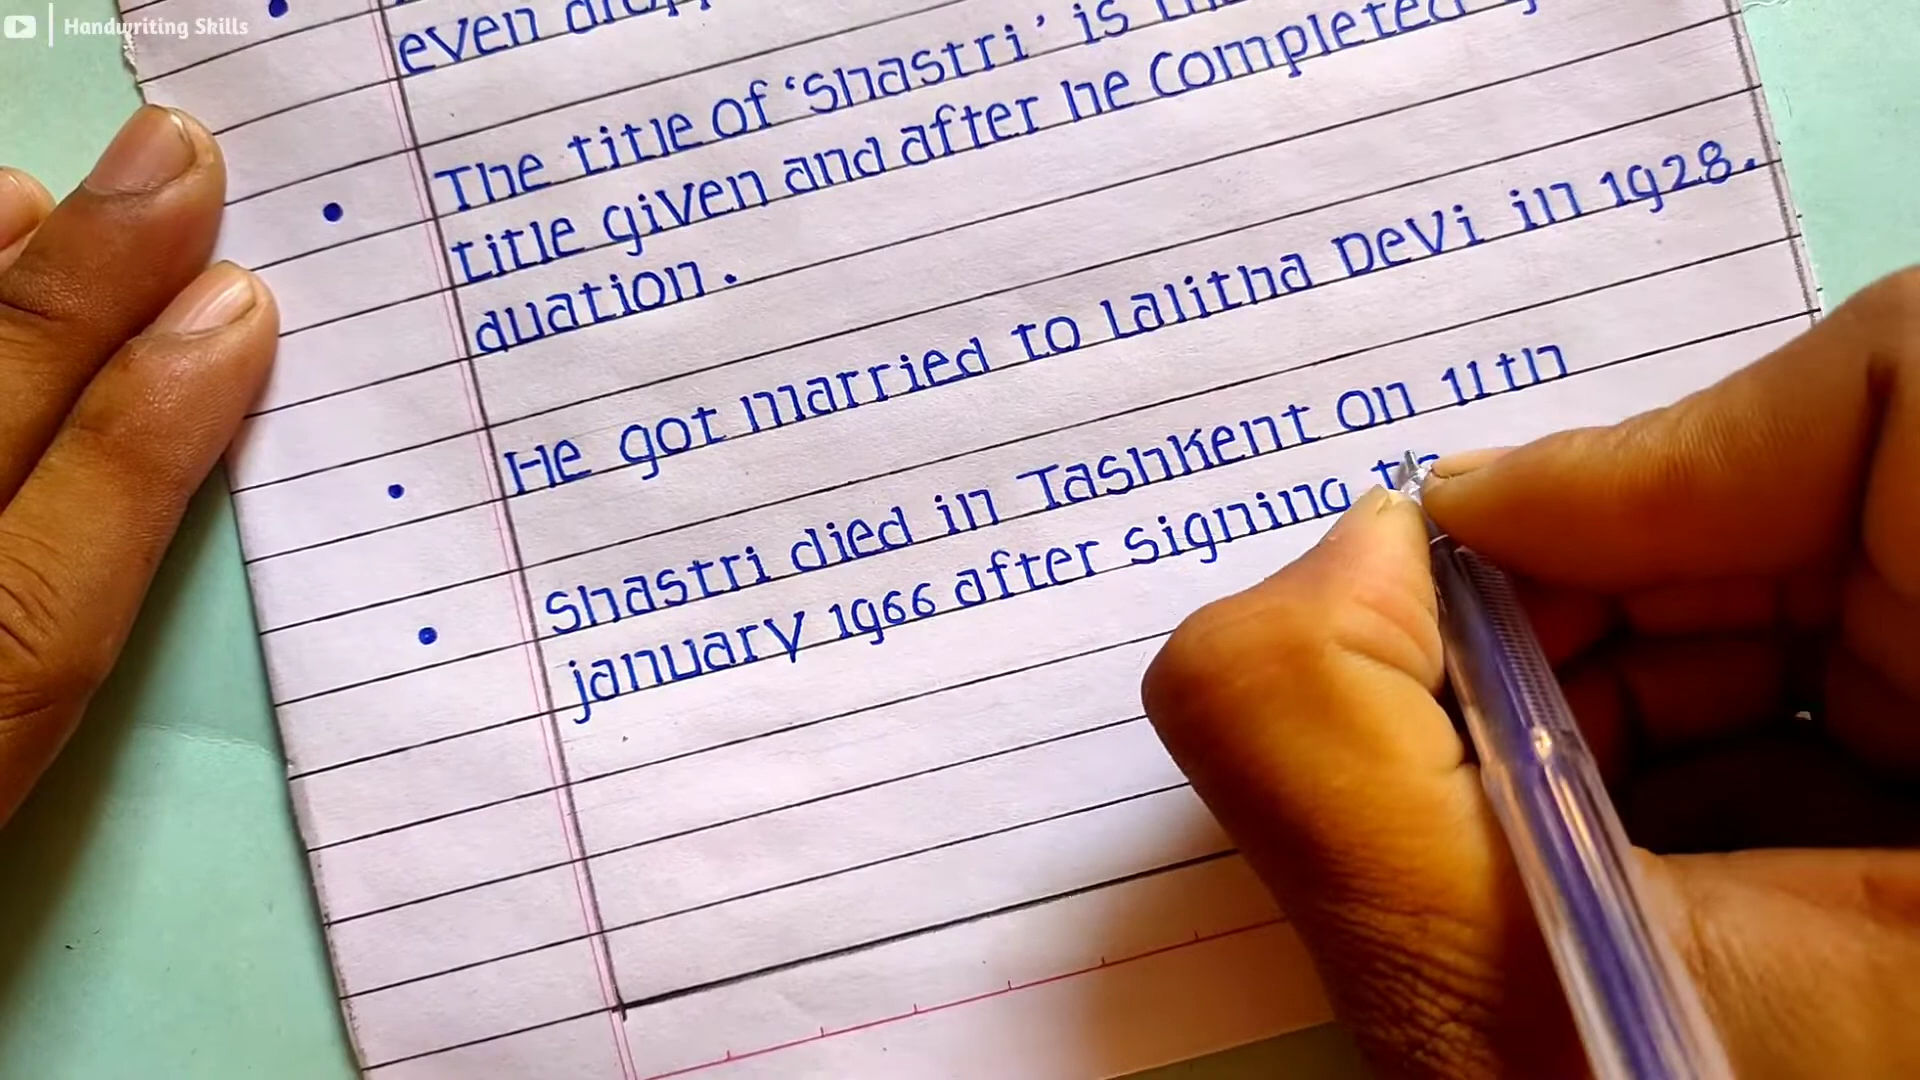 Handwriting Skills
even
The title of 'Shastri' is
title given and after he Completed
duation.
He got married to Lalitha Devi in 1928.
Shastri died in Tashkent on 11th
january 1966 after signing